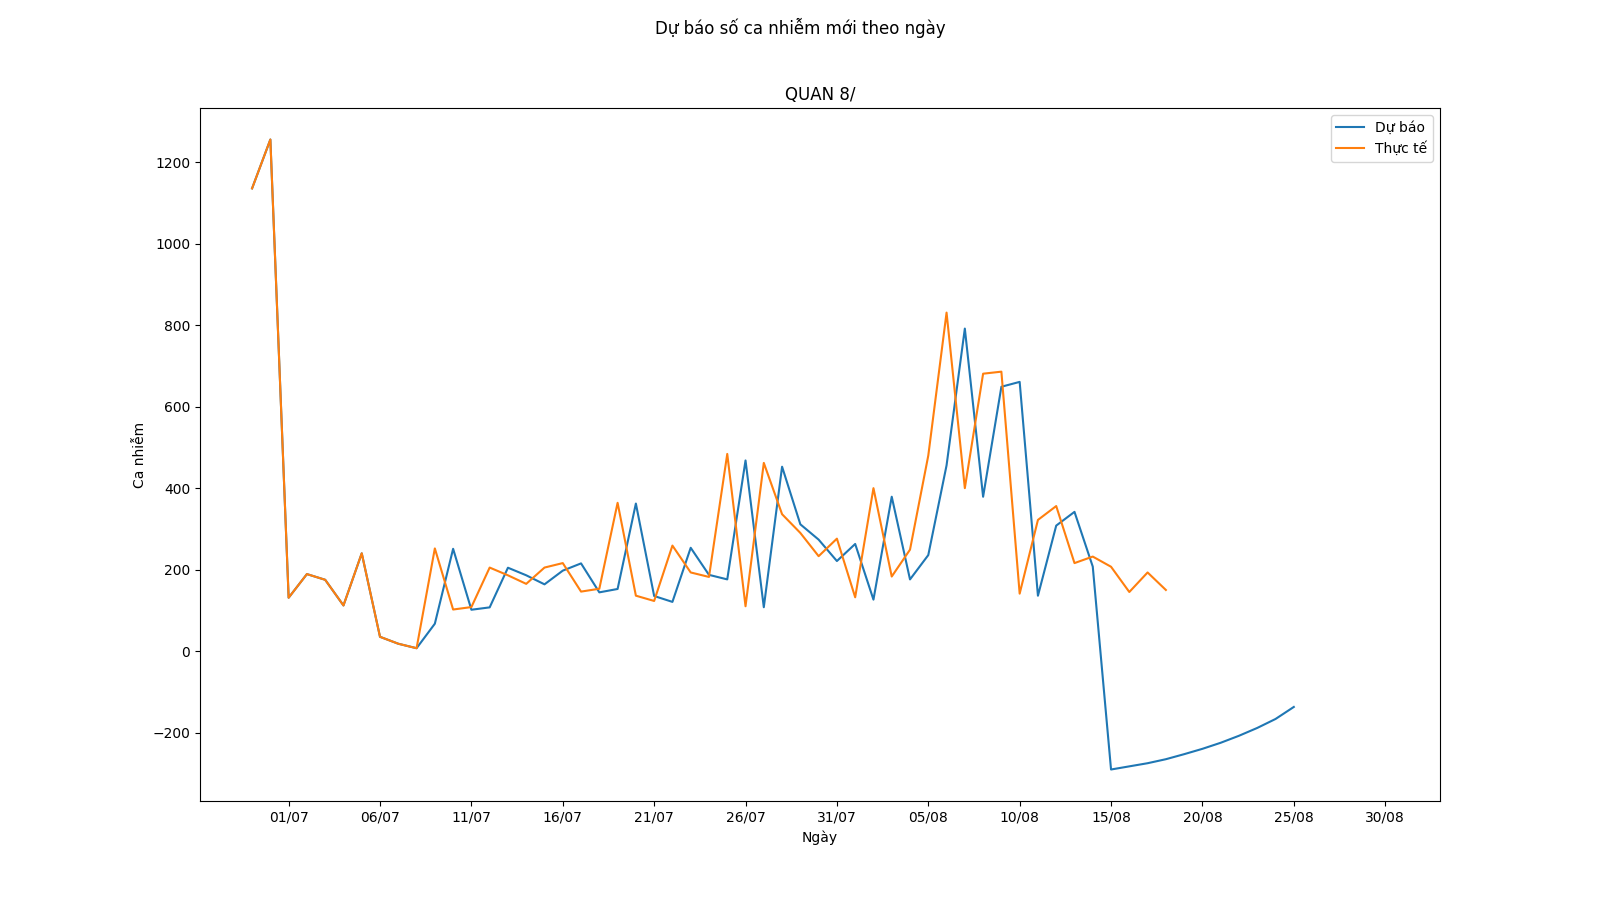 Dự báo số ca nhiễm mới theo ngày
QUAN 8/
Dự báo
Thực tế
1200
1000
800
600
400
200
0
−200
Ca nhiễm
01/07 06/07 11/07 16/07 21/07 26/07 31/07 05/08 10/08 15/08 20/08 25/08 30/08
Ngày